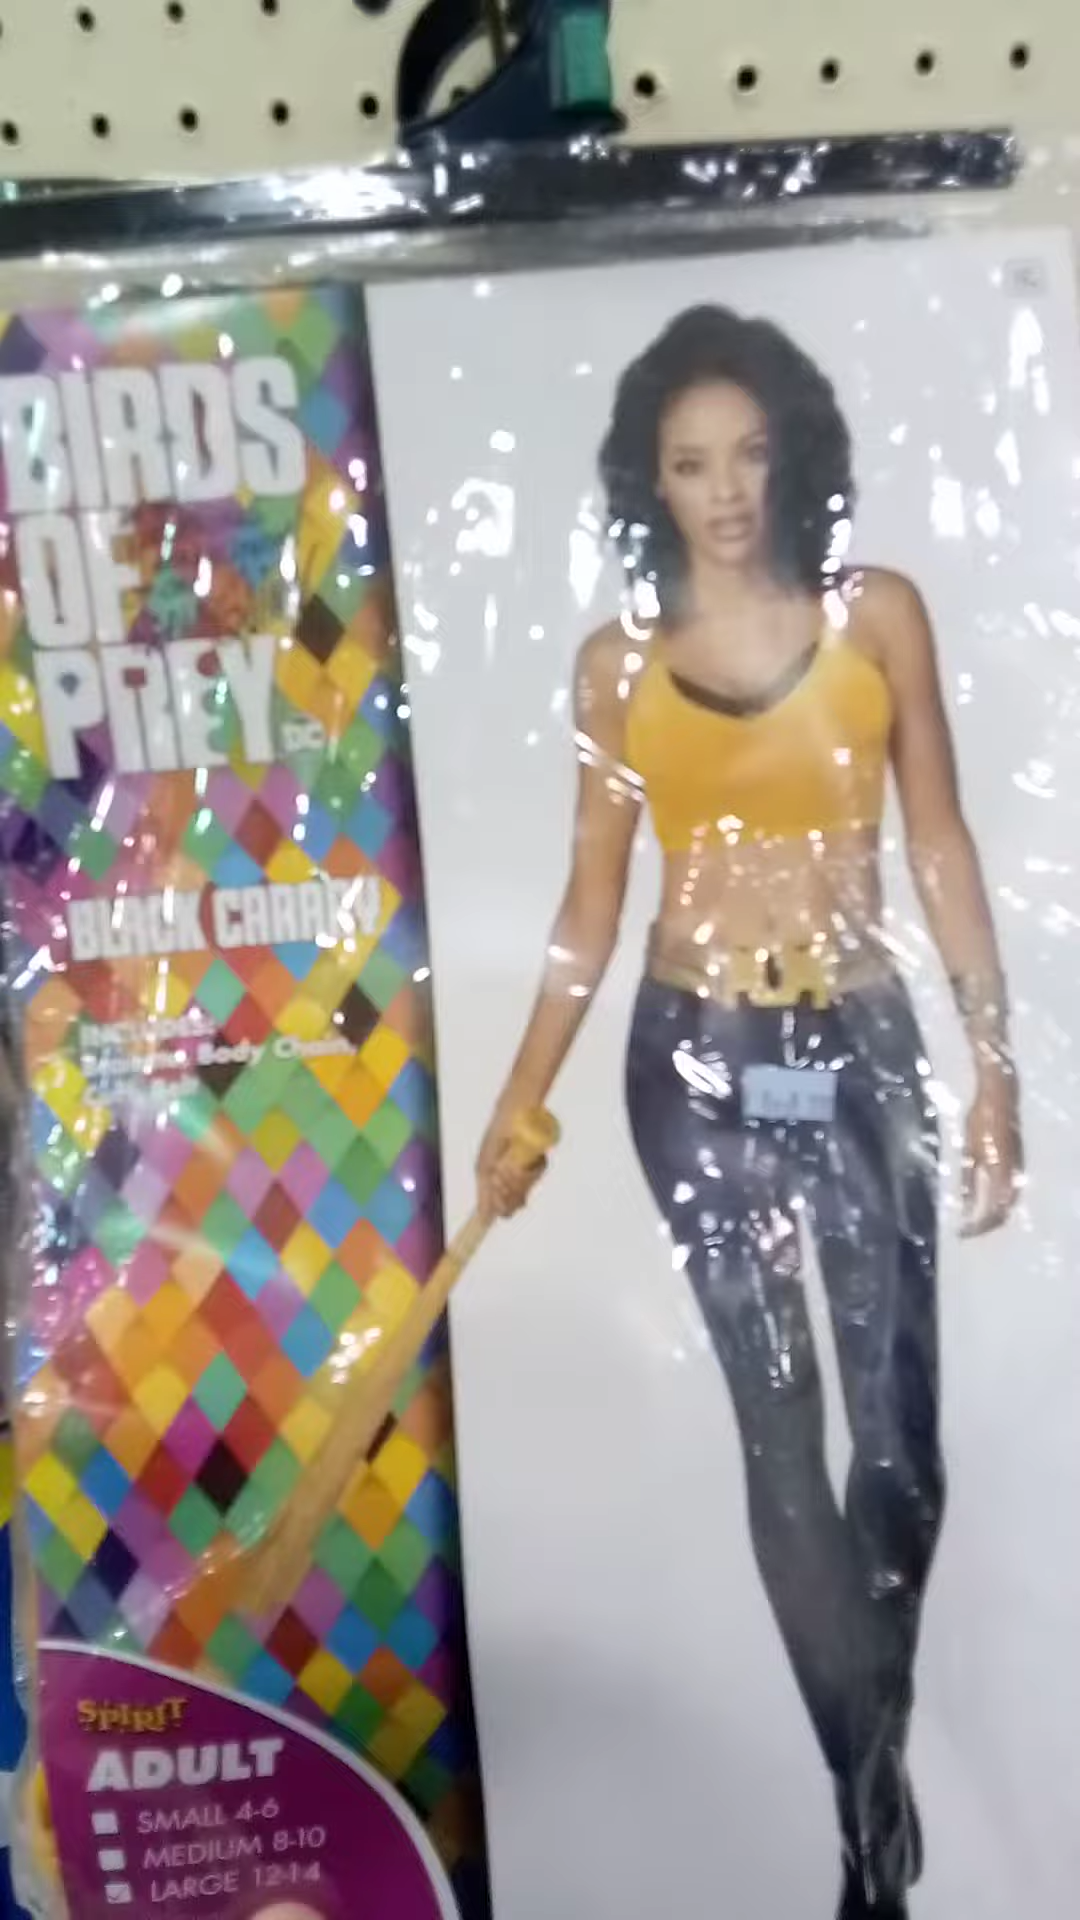 BIRDS
OF
PREY
DC
BLACK CANARY
INCLUDES:
Body Chain,
SPIRIT
ADULT
SMALL 4-6
MEDIUM 8-10
LARGE 12-14